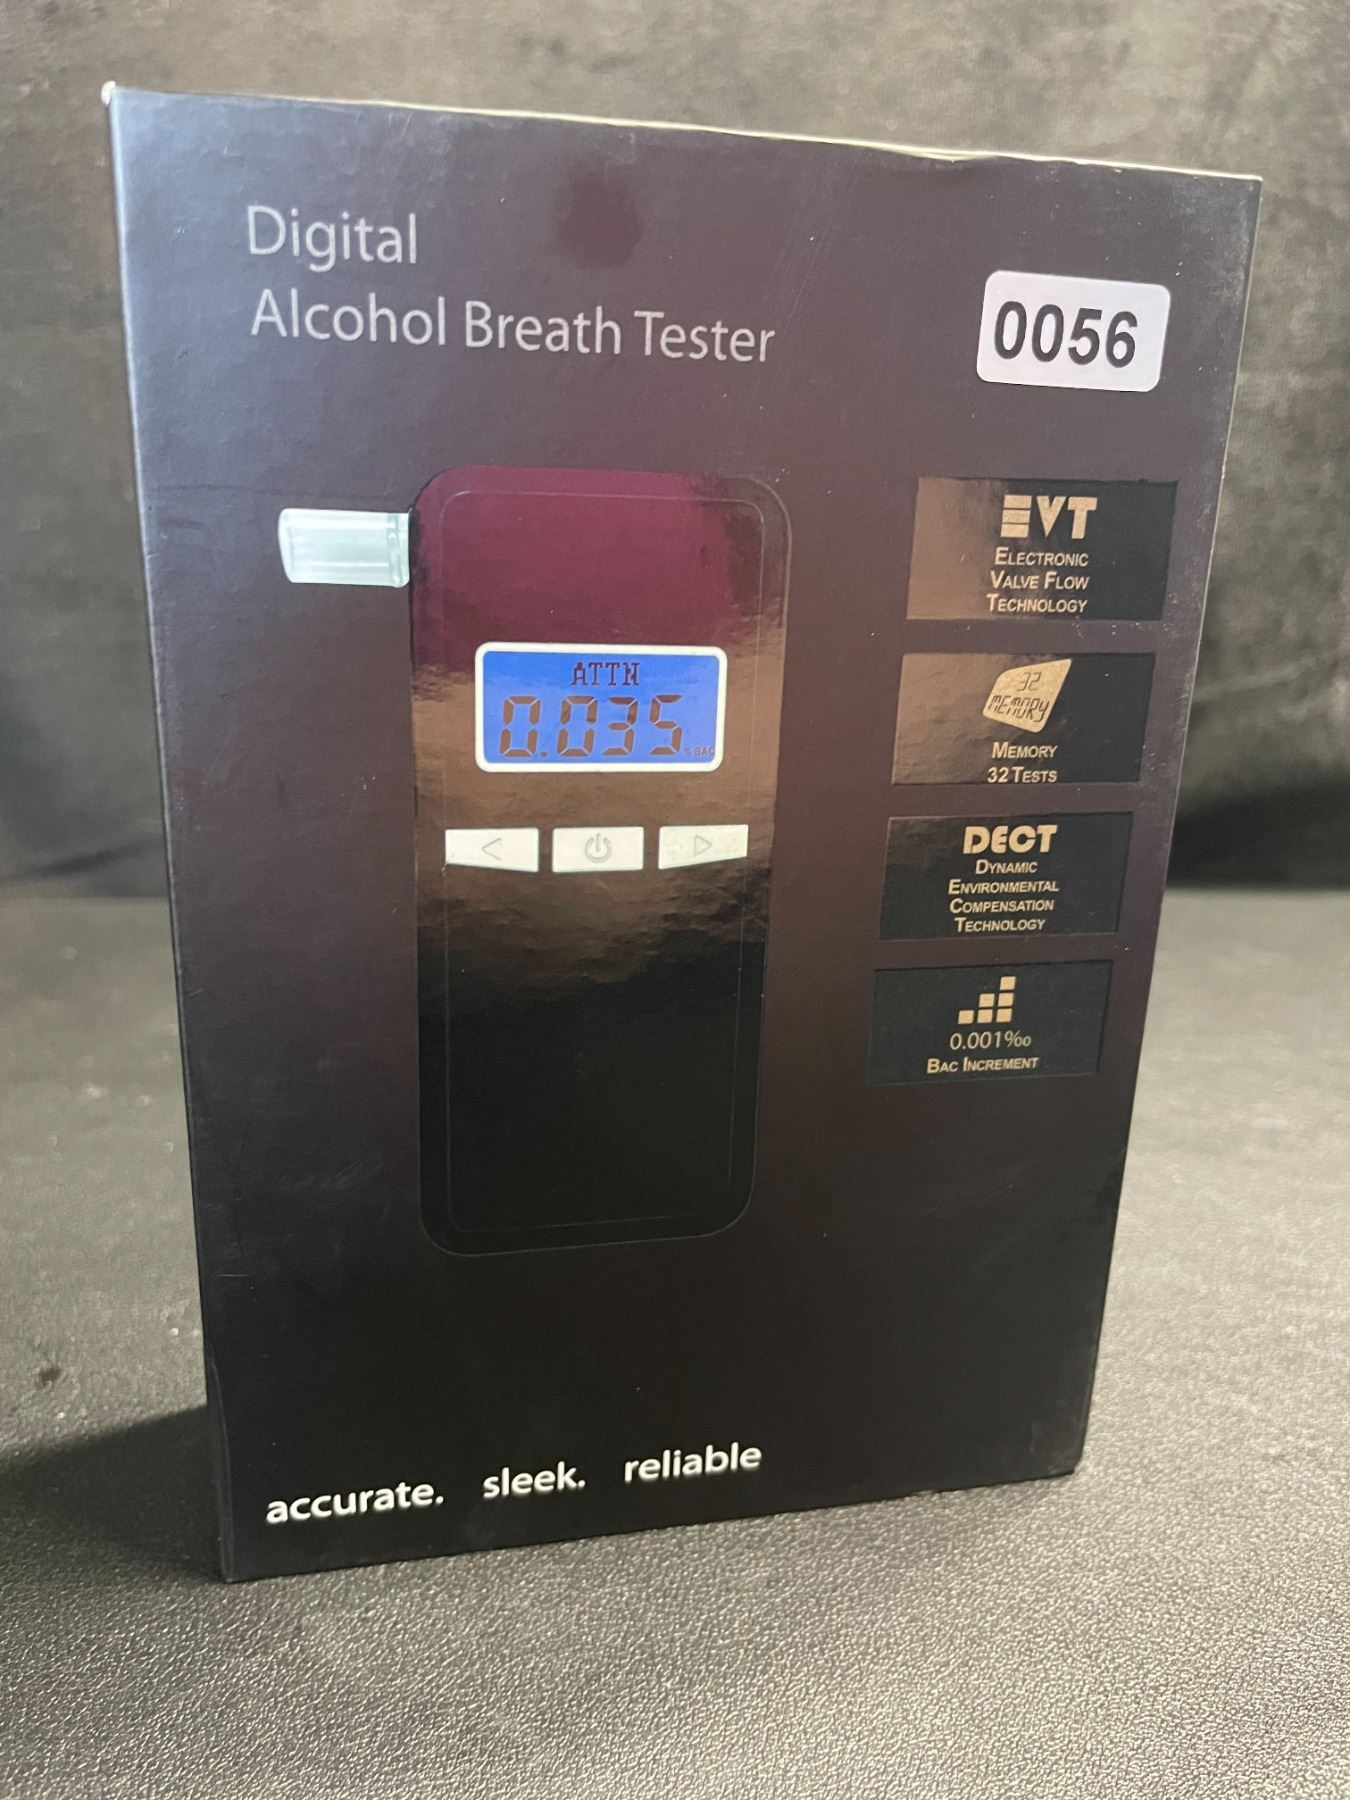 Digital
Alcohol Breath Tester
0056
ATTN
0.035
% BAC
EVT
ELECTRONIC
VALVE FLOW
TECHNOLOGY
32
MEMORY
MEMORY
32 TESTS
DECT
DYNAMIC
ENVIRONMENTAL
COMPENSATION
TECHNOLOGY
0.001‰
BAC INCREMENT
accurate. sleek. reliable